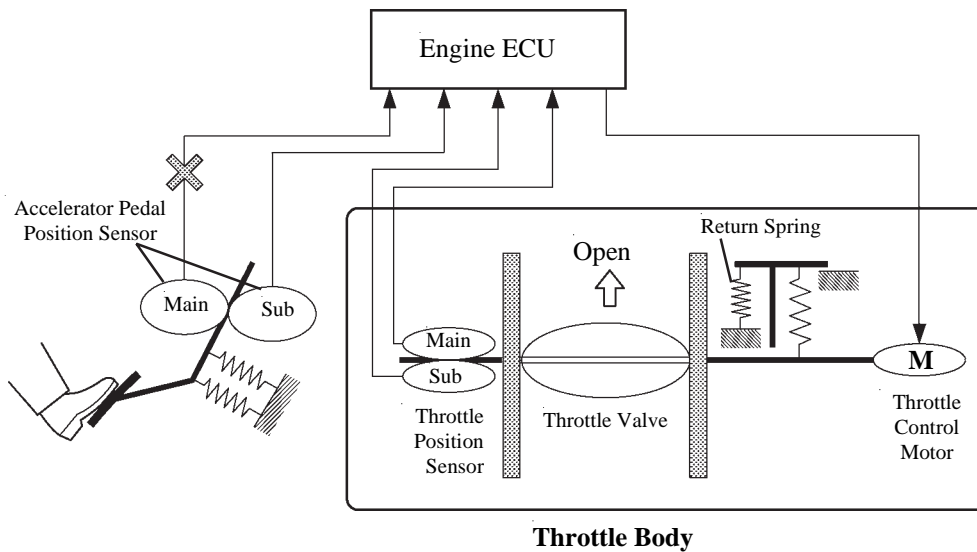 Engine ECU
Accelerator Pedal
Position Sensor
Main
Sub
Return Spring
Open
Main
Sub
M
Throttle
Position
Sensor
Throttle Valve
Throttle
Control
Motor
Throttle Body